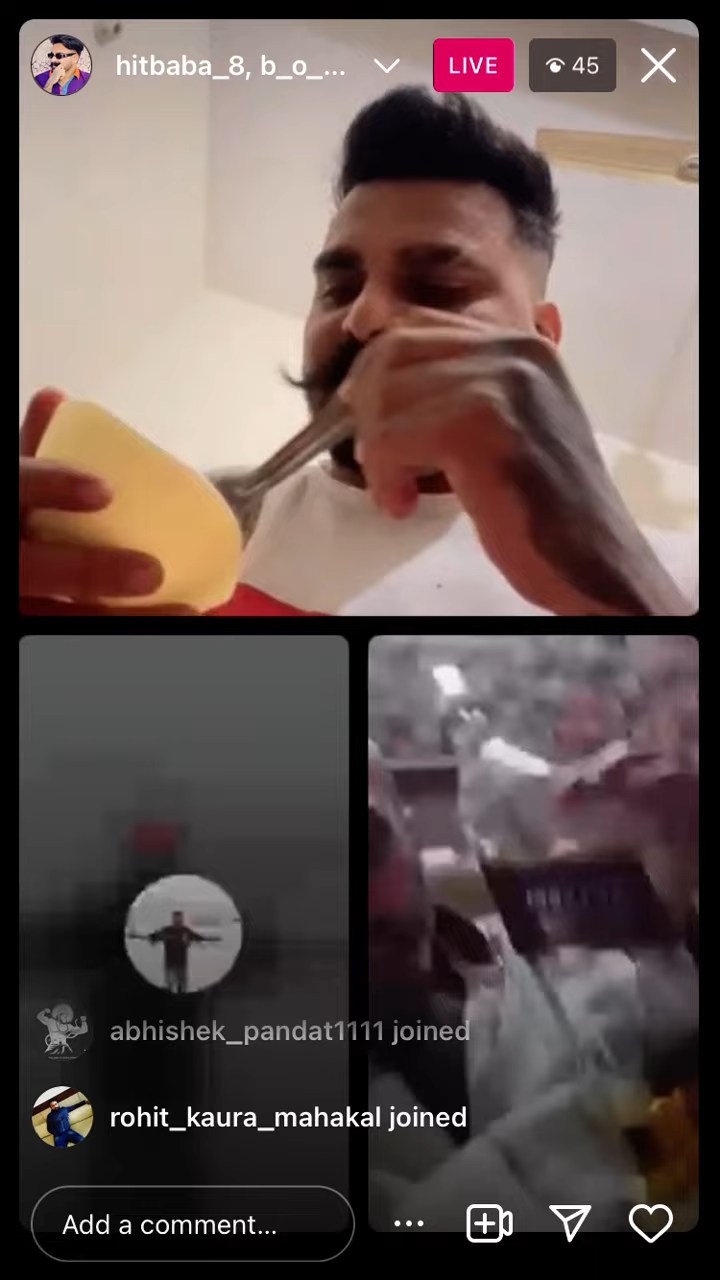 hitbaba_8, b_o_...
LIVE
45
abhishek_pandat1111 joined
rohit_kaura_mahakal joined
Add a comment...